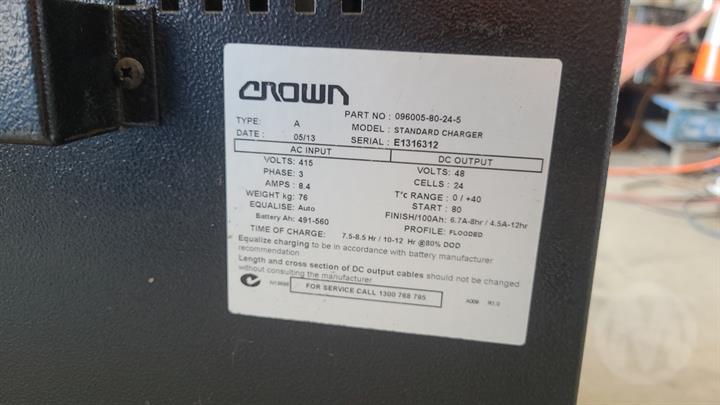 CROWN
PART NO : 096005-80-24-5
TYPE: A MODEL : STANDARD CHARGER
DATE : 05/13 SERIAL : E1316312
AC INPUT DC OUTPUT
VOLTS: 415 VOLTS : 48
PHASE: 3 CELLS : 24
AMPS : 8.4 T°c RANGE : 0 / +40
WEIGHT kg: 76 START : 80
EQUALISE: Auto FINISH/100Ah: 6.7A-8hr / 4.5A-12hr
Battery Ah: 491-560 PROFILE: FLOODED
TIME OF CHARGE: 7.5-8.5 Hr / 10-12 Hr @80% DOD
Equalize charging to be in accordance with battery manufacturer
recommendation
Length and cross section of DC output cables should not be changed
without consulting the manufacturer
FOR SERVICE CALL 1300 768 785
A009 R1.0